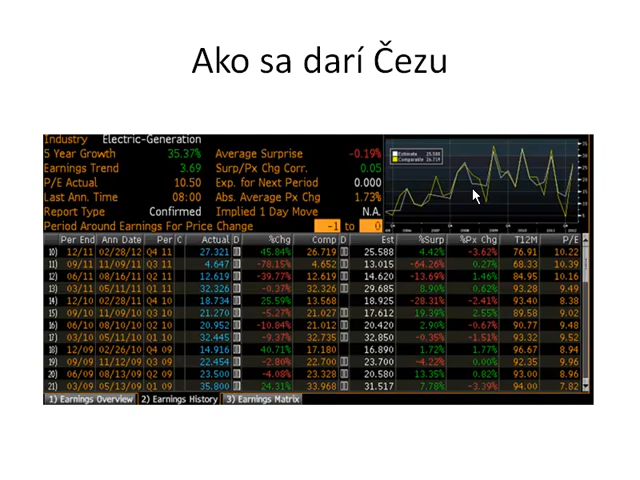 Ako sa darí Čezu
Industry Electric-Generation
5 Year Growth 35.37% Average Surprise -0.19%
Earnings Trend 3.69 Surp/Px Chg Corr. 0.05
P/E Actual 10.50 Exp. for Next Period 0.000
Last Ann. Time 08:00 Abs. Average Px Chg 1.73%
Report Type Confirmed Implied 1 Day Move N.A.
Period Around Earnings For Price Change -1 to 0
Estimate 25.588
Comparable 26.719
Per End Ann Date Per C Actual D %Chg Comp D Est %Surp %Px Chg T12M P/E
10) 12/11 02/28/12 Q4 11 27.321 D 45.84% 26.719 D 25.588 4.42% -3.62% 76.91 10.22
11) 09/11 11/10/11 Q3 11 4.647 D -78.15% 4.652 D 13.015 -64.26% 0.27% 68.33 10.39
12) 06/11 08/16/11 Q2 11 12.619 D -39.77% 12.619 D 14.620 -13.69% 1.46% 84.95 10.16
13) 03/11 05/12/11 Q1 11 32.326 D -0.37% 32.326 D 29.685 8.90% 0.62% 93.28 9.49
14) 12/10 02/28/11 Q4 10 18.734 D 25.59% 13.568 18.925 -28.31% -2.41% 93.40 8.38
15) 09/10 11/09/10 Q3 10 21.270 D -5.27% 21.027 D 17.612 19.39% 2.55% 89.58 9.02
16) 06/10 08/10/10 Q2 10 20.952 D -10.84% 21.012 D 20.420 2.90% -0.67% 90.77 9.48
17) 03/10 05/11/10 Q1 10 32.445 D -9.37% 32.735 D 32.850 -0.35% -1.51% 93.32 9.52
18) 12/09 02/26/10 Q4 09 14.916 D 40.71% 17.180 16.890 1.72% 1.77% 96.67 8.94
19) 09/09 11/12/09 Q3 09 22.454 D -2.80% 22.700 D 23.700 -4.22% 0.00% 92.35 9.99
20) 06/09 08/13/09 Q2 09 23.500 D -4.08% 23.328 D 20.580 13.35% 0.82% 93.00 8.96
21) 03/09 05/13/09 Q1 09 35.800 D 24.31% 33.968 D 31.517 7.78% -3.39% 94.00 7.82
1) Earnings Overview 2) Earnings History 3) Earnings Matrix